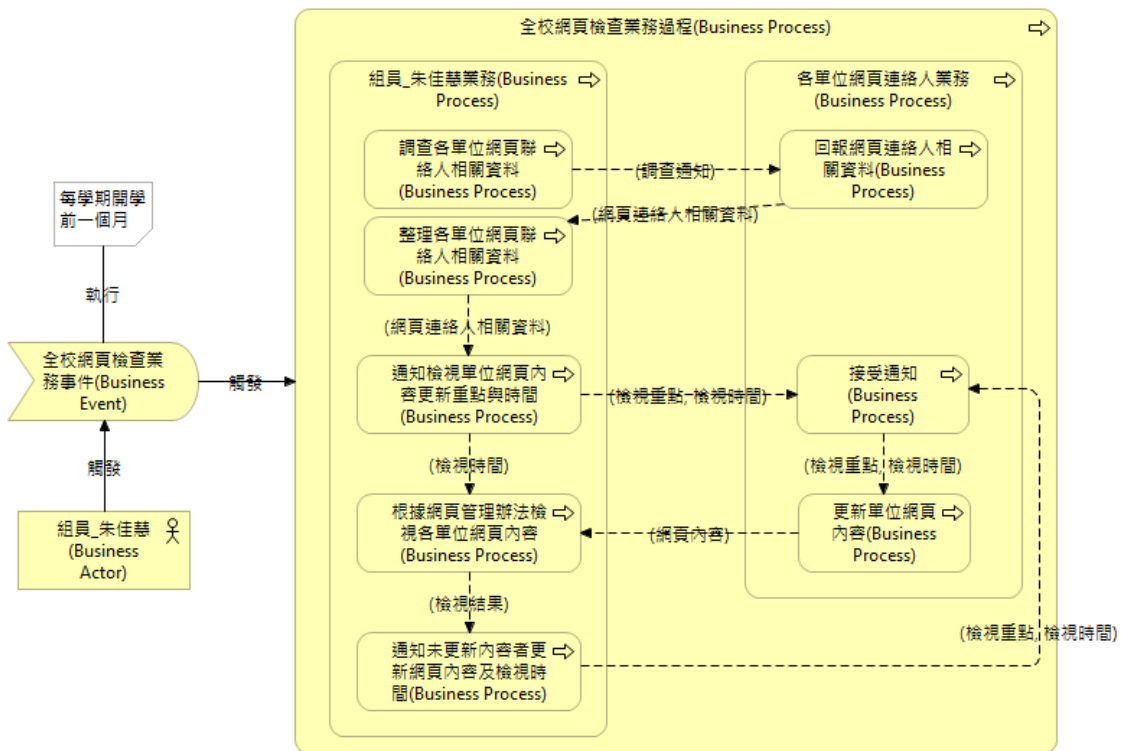 全校網頁檢查業務過程(Business Process)
組員_朱佳慧業務(Business
Process)
各單位網頁連絡人業務
(Business Process)
調查各單位網頁聯
絡人相關資料
(Business Process)
(調查通知)
回報網頁連絡人相
關資料(Business
Process)
每學期開學
前一個月
(網頁連絡人相關資料)
整理各單位網頁聯
絡人相關資料
(Business Process)
執行
(網頁連絡人相關資料)
全校網頁檢查業
務事件(Business
Event)
觸發
通知檢視單位網頁內
容更新重點與時間
(Business Process)
(檢視重點, 檢視時間)
接受通知
(Business
Process)
觸發
(檢視時間)
(檢視重點, 檢視時間)
組員_朱佳慧
(Business
Actor)
根據網頁管理辦法檢
視各單位網頁內容
(Business Process)
(網頁內容)
更新單位網頁
內容(Business
Process)
(檢視結果)
(檢視重點, 檢視時間)
通知未更新內容者更
新網頁內容及檢視時
間(Business Process)